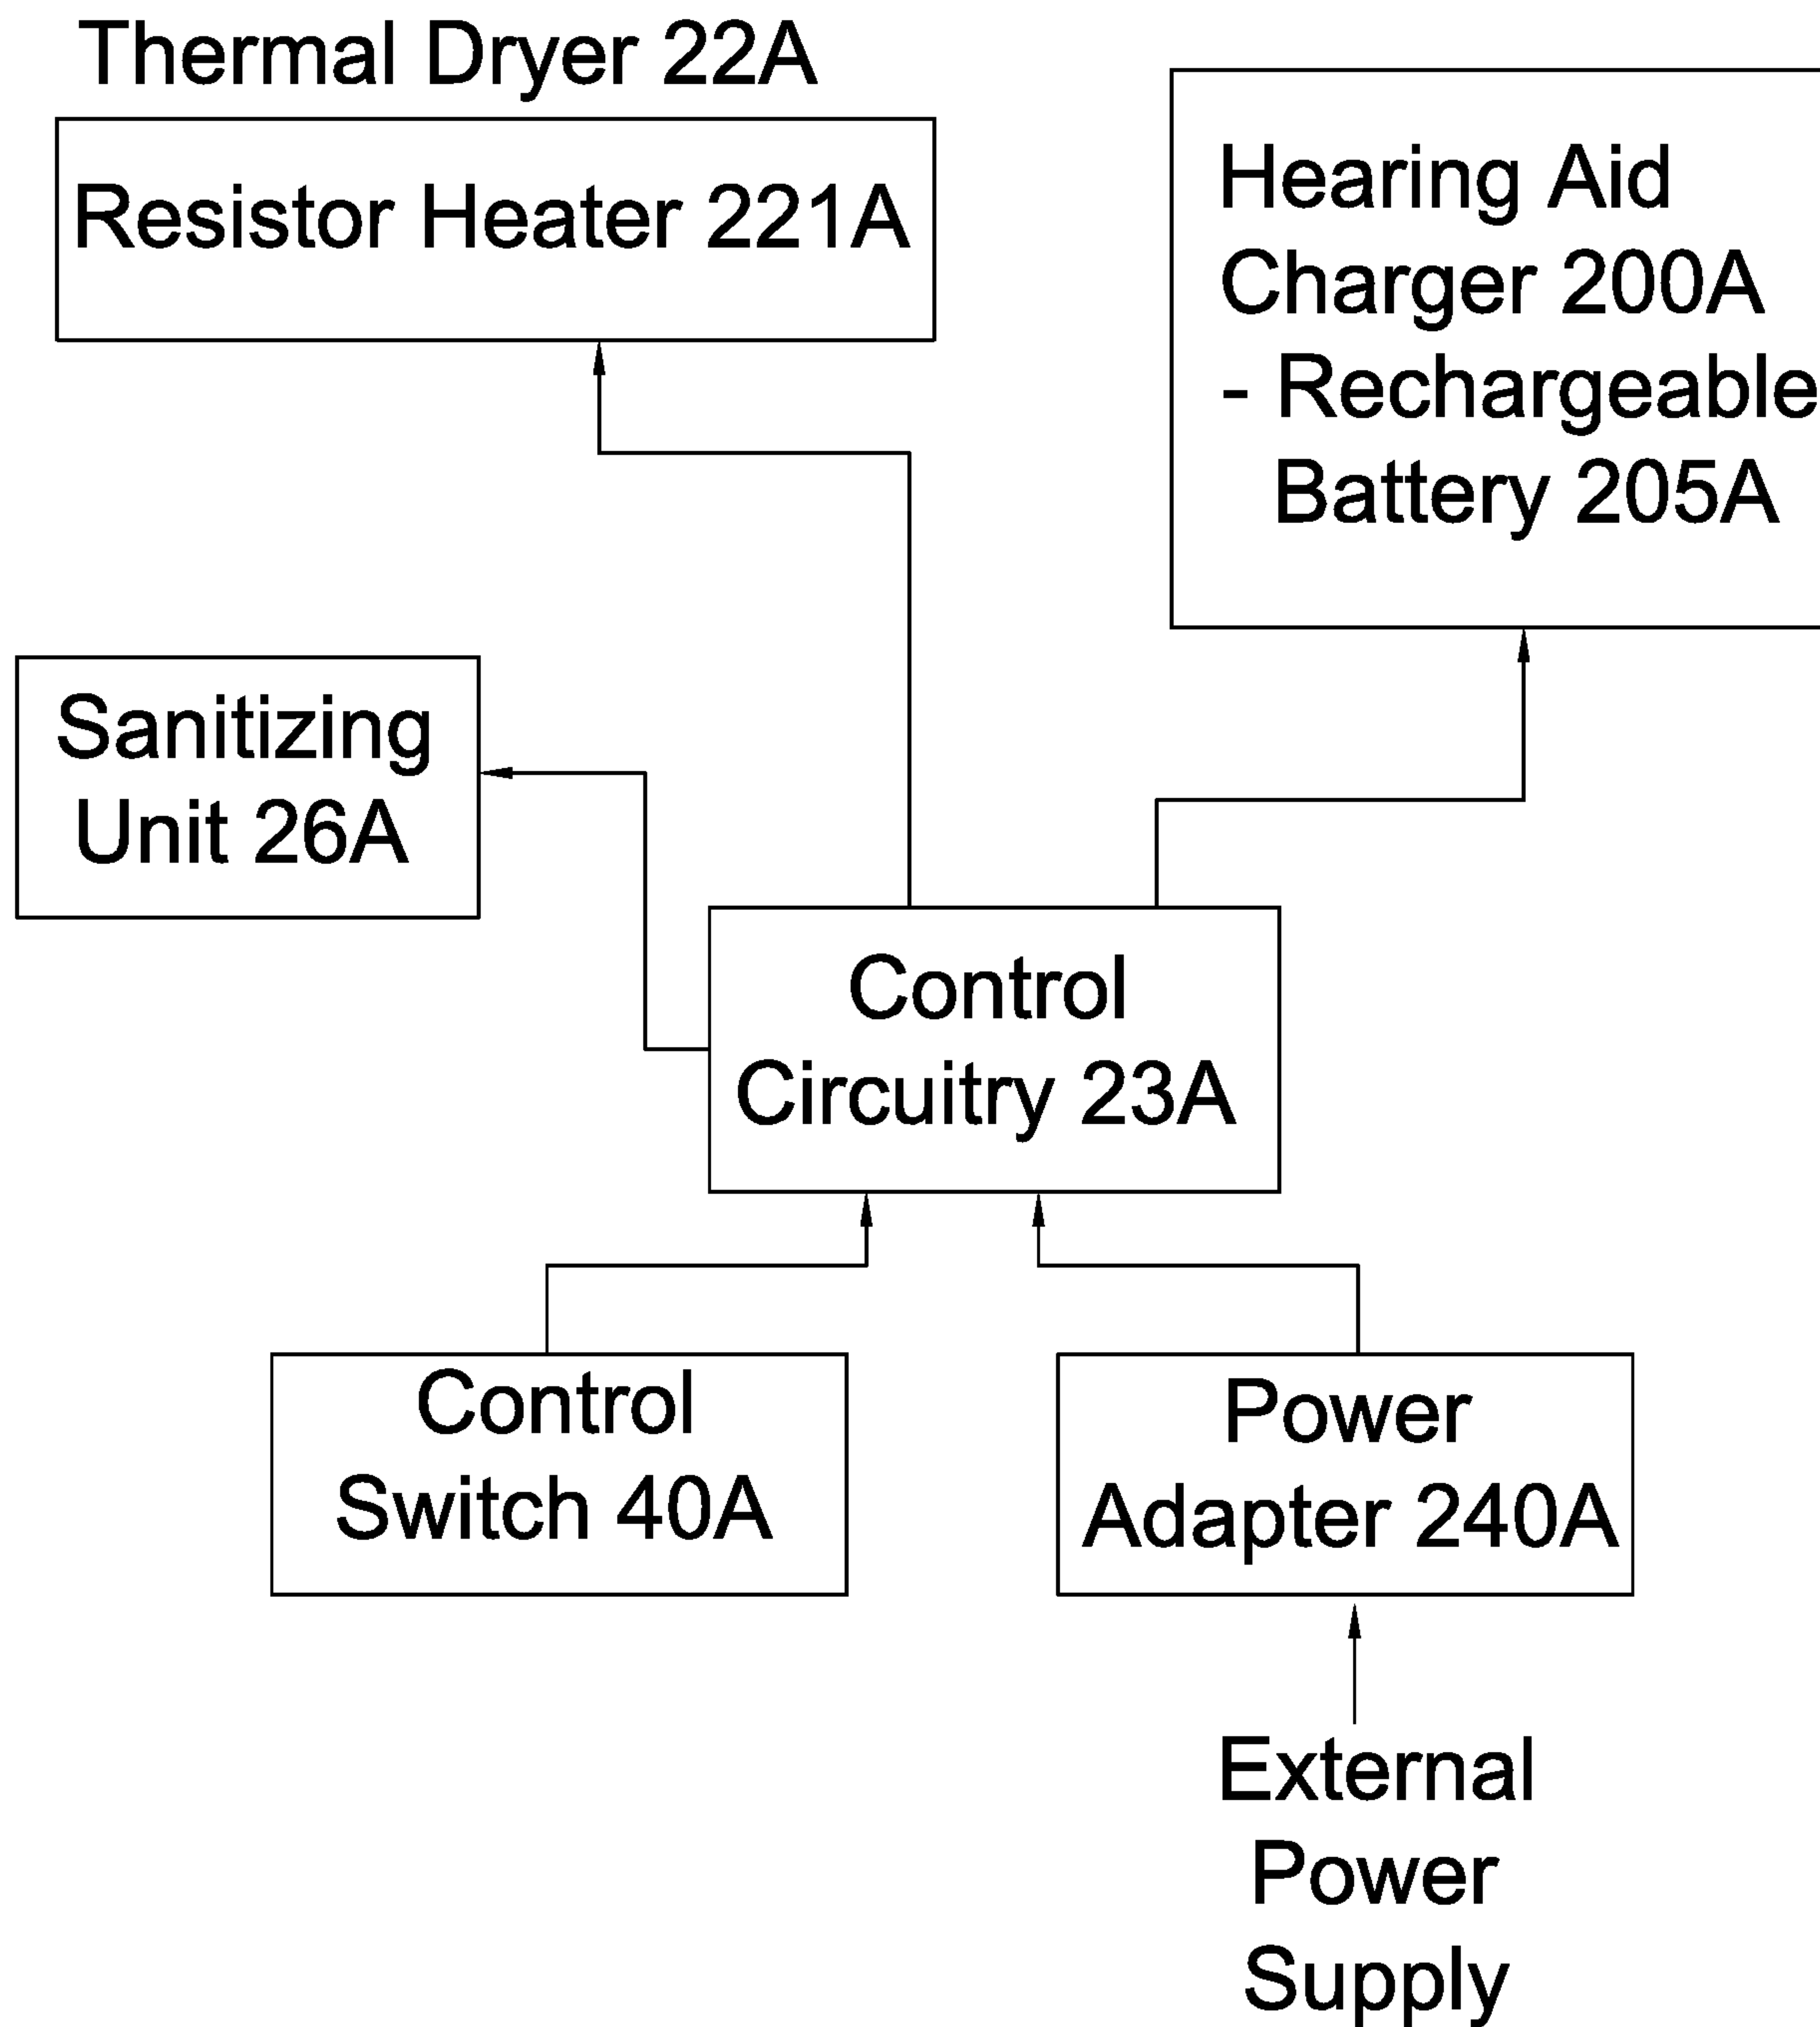 Thermal Dryer 22A
Resistor Heater 221A
Hearing Aid
Charger 200A
- Rechargeable
Battery 205A
Sanitizing
Unit 26A
Control
Circuitry 23A
Control
Switch 40A
Power
Adapter 240A
External
Power
Supply